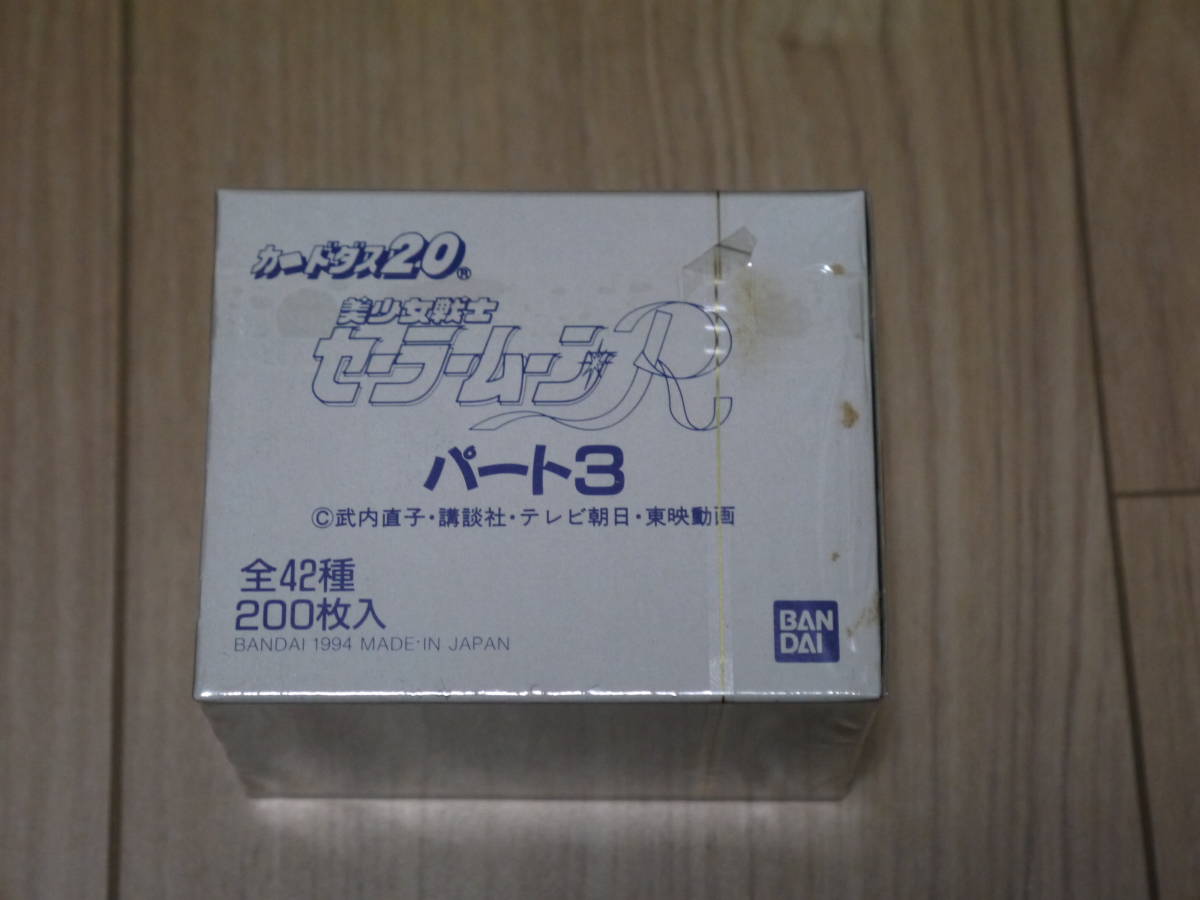 カードダス20®
美少女戦士
セーラームーンR
パート3
©武内直子・講談社・テレビ朝日・東映動画
全42種
200枚入
BANDAI 1994 MADE IN JAPAN
BAN
DAI